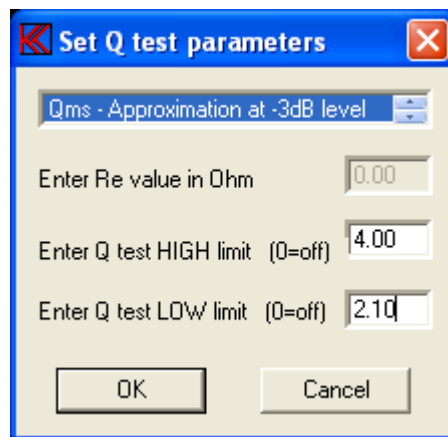 Set Q test parameters
Qms - Approximation at -3dB level
Enter Re value in Ohm 0.00
Enter Q test HIGH limit (0=off) 4.00
Enter Q test LOW limit (0=off) 2.10
OK Cancel